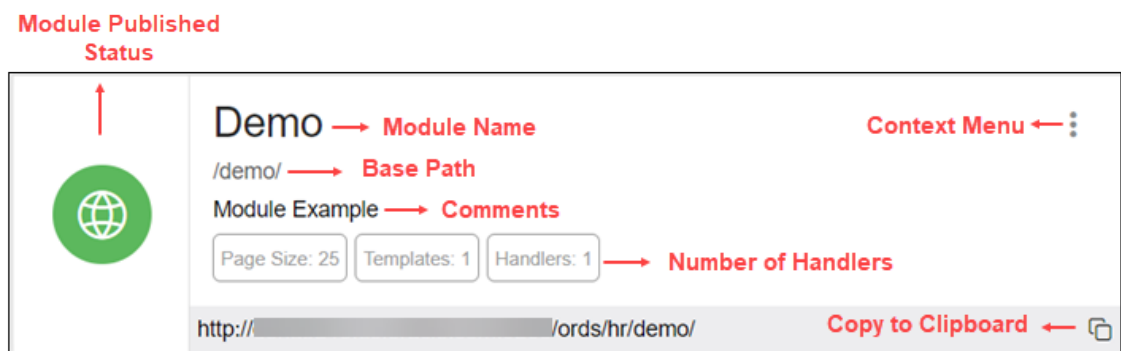 Module Published
Status
Demo Module Name Context Menu
/demo/ Base Path
Module Example Comments
Page Size: 25 Templates: 1 Handlers: 1 Number of Handlers
http:// /ords/hr/demo/ Copy to Clipboard